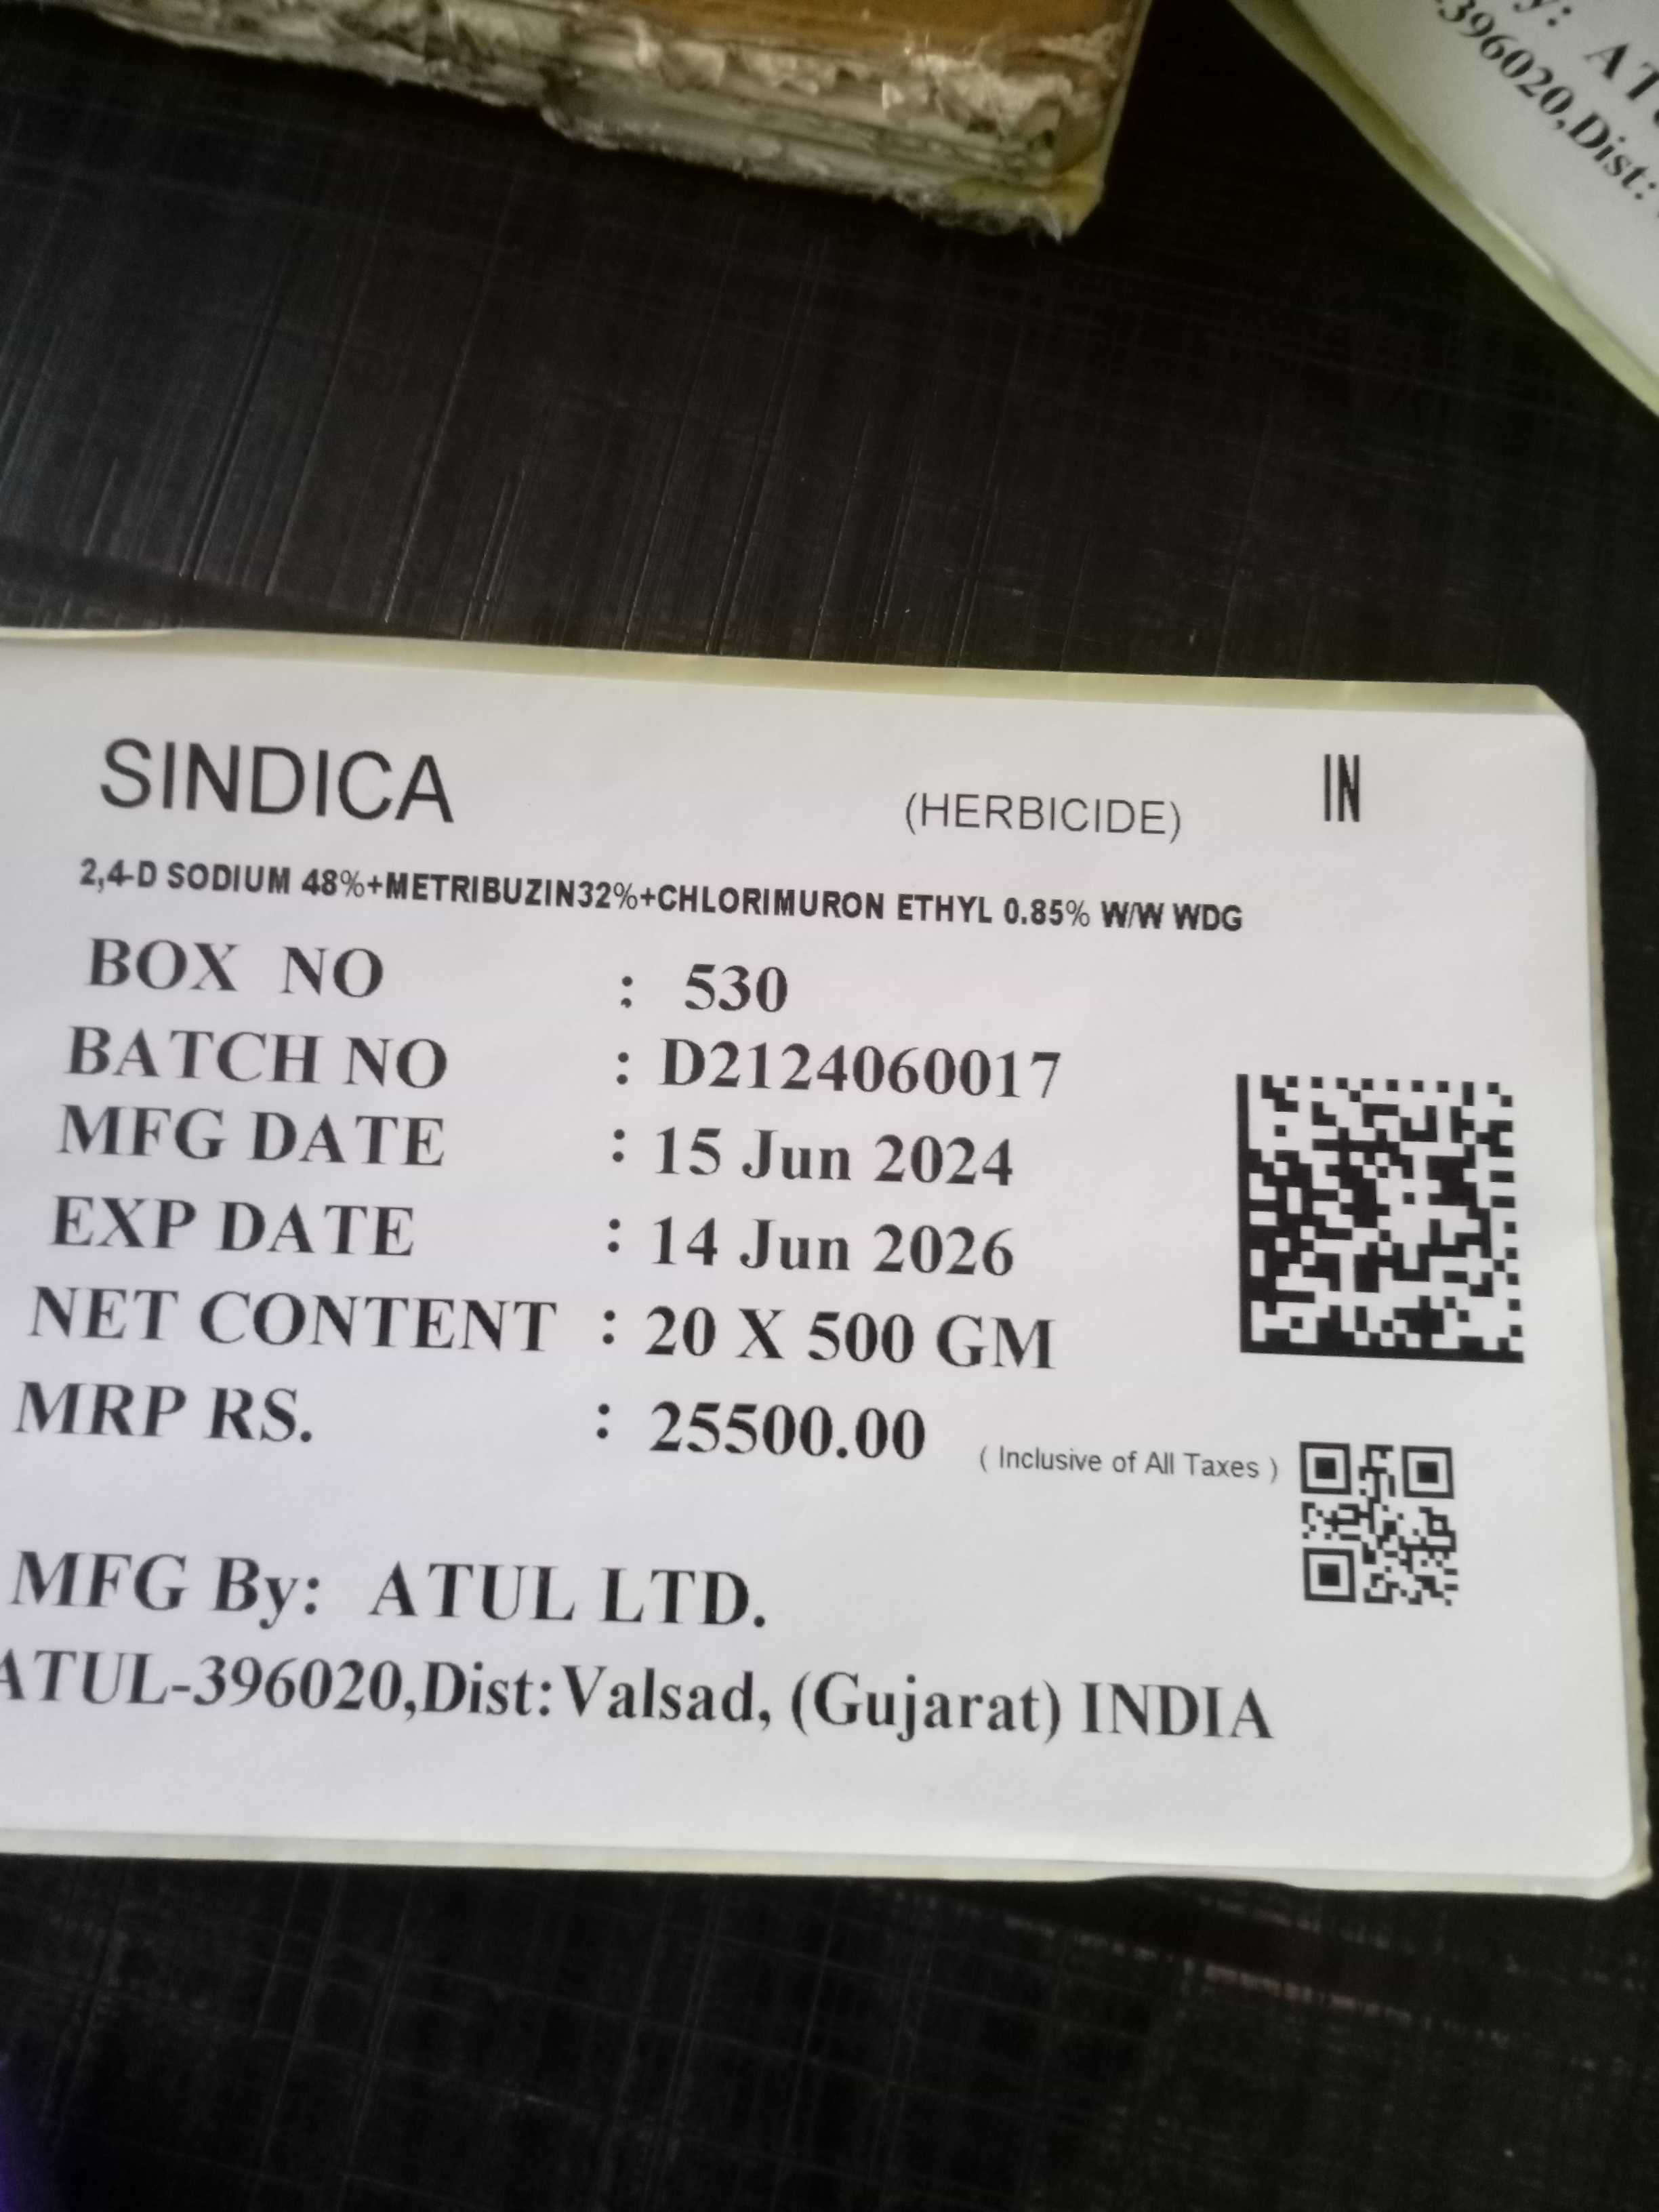 y: AT
396020,Dist:
SINDICA (HERBICIDE) IN
2,4-D SODIUM 48%+METRIBUZIN32%+CHLORIMURON ETHYL 0.85% W/W WDG
BOX NO : 530
BATCH NO : D2124060017
MFG DATE : 15 Jun 2024
EXP DATE : 14 Jun 2026
NET CONTENT : 20 X 500 GM
MRP RS. : 25500.00 ( Inclusive of All Taxes )
MFG By: ATUL LTD.
ATUL-396020,Dist:Valsad, (Gujarat) INDIA